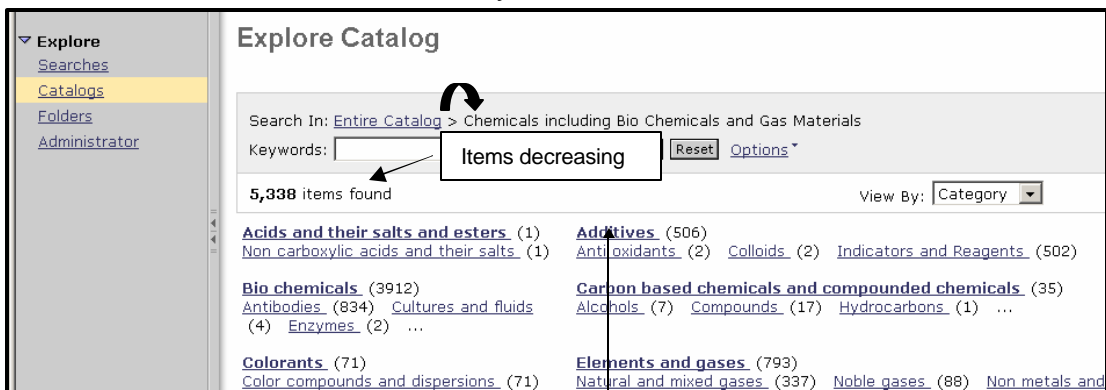 Explore
Searches
Catalogs
Folders
Administrator
Explore Catalog
Search In: Entire Catalog > Chemicals including Bio Chemicals and Gas Materials
Keywords: Reset Options
Items decreasing
5,338 items found View By: Category
Acids and their salts and esters (1) Additives (506)
Non carboxylic acids and their salts (1) Antioxidants (2) Colloids (2) Indicators and Reagents (502)
Bio chemicals (3912) Carbon based chemicals and compounded chemicals (35)
Antibodies (834) Cultures and fluids Alcohols (7) Compounds (17) Hydrocarbons (1) ...
(4) Enzymes (2) ...
Colorants (71) Elements and gases (793)
Color compounds and dispersions (71) Natural and mixed gases (337) Noble gases (88) Non metals and